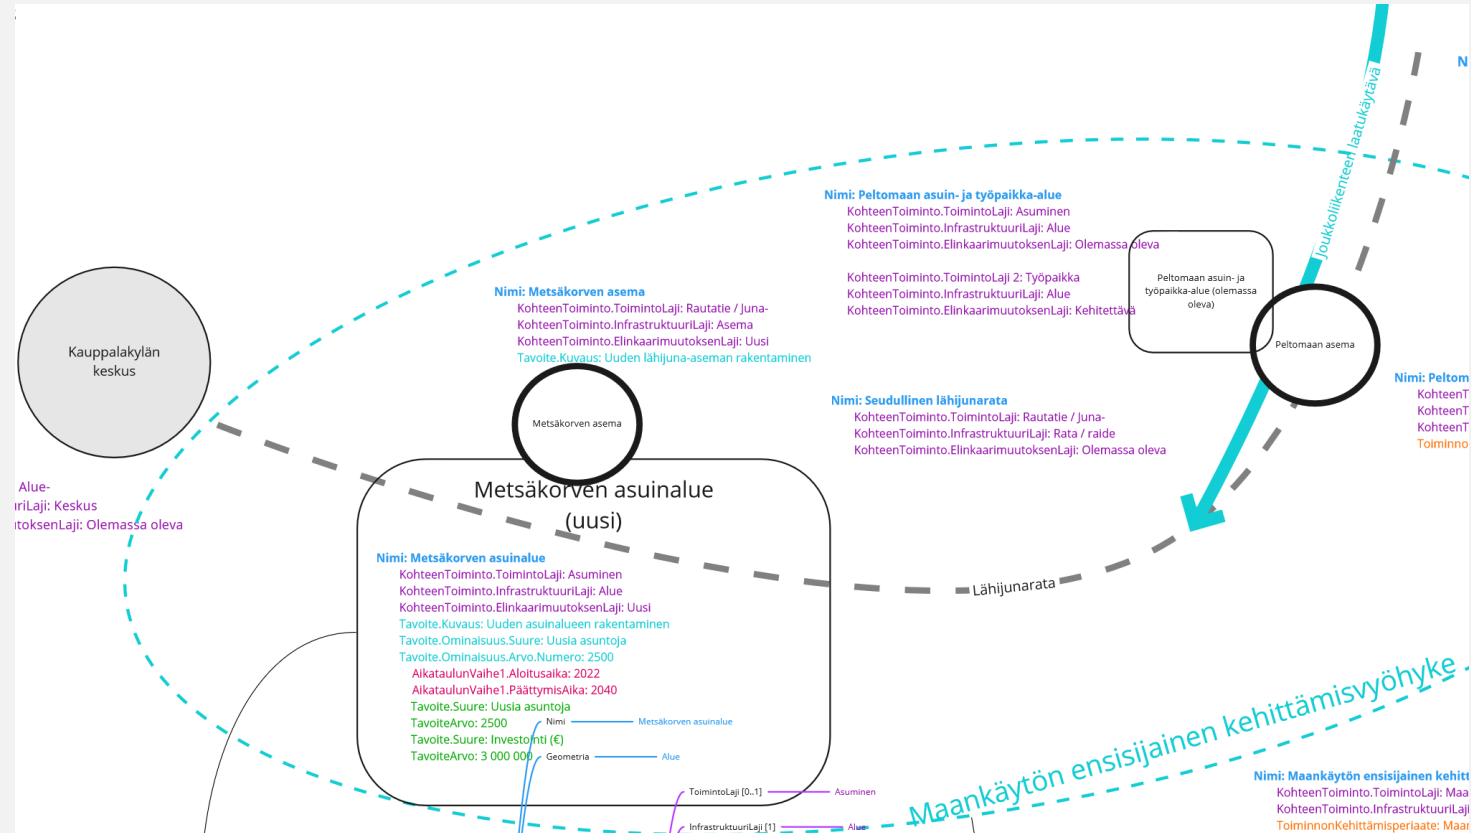 Joukkoliikenteen laatukäytävä
N
Nimi: Peltomaan asuin- ja työpaikka-alue
KohteenToiminto.ToimintoLaji: Asuminen
KohteenToiminto.InfrastruktuuriLaji: Alue
KohteenToiminto.ElinkaarimuutoksenLaji: Olemassa oleva
KohteenToiminto.ToimintoLaji 2: Työpaikka
KohteenToiminto.InfrastruktuuriLaji: Alue
KohteenToiminto.ElinkaarimuutoksenLaji: Kehitettävä
Peltomaan asuin- ja
työpaikka-alue (olemassa
oleva)
Peltomaan asema
Nimi: Metsäkorven asema
KohteenToiminto.ToimintoLaji: Rautatie / Juna-
KohteenToiminto.InfrastruktuuriLaji: Asema
KohteenToiminto.ElinkaarimuutoksenLaji: Uusi
Tavoite.Kuvaus: Uuden lähijuna-aseman rakentaminen
Kauppalakylän
keskus
Metsäkorven asema
Nimi: Seudullinen lähijunarata
KohteenToiminto.ToimintoLaji: Rautatie / Juna-
KohteenToiminto.InfrastruktuuriLaji: Rata / raide
KohteenToiminto.ElinkaarimuutoksenLaji: Olemassa oleva
Nimi: Peltom
KohteenT
KohteenT
KohteenT
Toiminno
Alue-
uriLaji: Keskus
utoksenLaji: Olemassa oleva
Metsäkorven asuinalue
(uusi)
Nimi: Metsäkorven asuinalue
KohteenToiminto.ToimintoLaji: Asuminen
KohteenToiminto.InfrastruktuuriLaji: Alue
KohteenToiminto.ElinkaarimuutoksenLaji: Uusi
Tavoite.Kuvaus: Uuden asuinalueen rakentaminen
Tavoite.Ominaisuus.Suure: Uusia asuntoja
Tavoite.Ominaisuus.Arvo.Numero: 2500
AikataulunVaihe1.Aloitusaika: 2022
AikataulunVaihe1.PäättymisAika: 2040
Tavoite.Suure: Uusia asuntoja
TavoiteArvo: 2500
Tavoite.Suure: Investointi (€)
TavoiteArvo: 3 000 000
Nimi
Metsäkorven asuinalue
Geometria
Alue
ToimintoLaji [0..1]
Asuminen
InfrastruktuuriLaji [1]
Alue
Lähijunarata
Maankäytön ensisijainen kehittämisvyöhyke
Nimi: Maankäytön ensisijainen kehitt
KohteenToiminto.ToimintoLaji: Maa
KohteenToiminto.InfrastruktuuriLaji
ToiminnonKehittämisperiaate: Maan